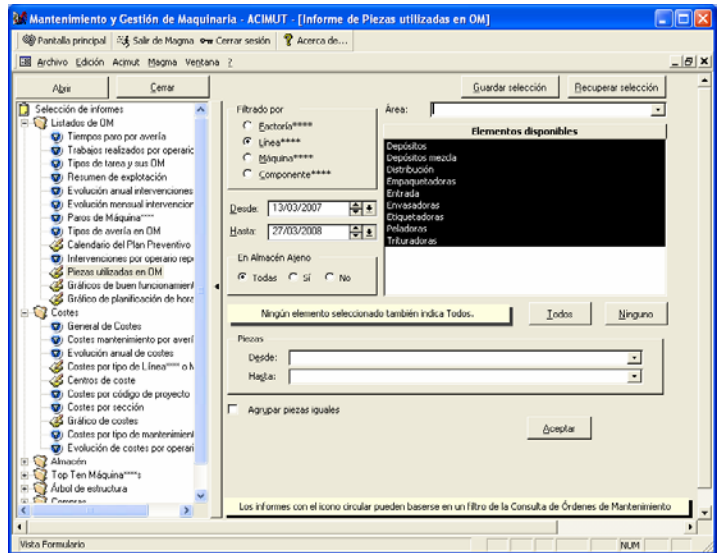 Mantenimiento y Gestión de Maquinaria - ACIMUT - [Informe de Piezas utilizadas en OM]
Pantalla principal Salir de Magma Cerrar sesión Acerca de...
Archivo Edición Acimut Magma Ventana ?
Abrir Cerrar Guardar selección Recuperar selección
Selección de informes
Listados de OM
Tiempos paro por avería
Trabajos realizados por operario
Tipos de tarea y sus OM
Resumen de explotación
Evolución anual intervenciones
Evolución mensual intervencior
Paros de Máquina****
Tipos de avería en OM
Calendario del Plan Preventivo
Intervenciones por operario repo
Piezas utilizadas en OM
Gráficos de buen funcionamient
Gráfico de planificación de hora
Costes
General de Costes
Costes mantenimiento por averí
Evolución anual de costes
Costes por tipo de Línea**** o M
Centros de coste
Costes por código de proyecto
Costes por sección
Gráfico de costes
Costes por tipo de mantenimient
Evolución de costes por operari
Almacén
Top Ten Máquina****s
Árbol de estructura
Compras
Filtrado por
Factoría****
Línea****
Máquina****
Componente****
Área:
Elementos disponibles
Depósitos
Depósitos mezcla
Distribución
Empaquetadoras
Entrada
Envasadoras
Etiquetadoras
Peladoras
Trituradoras
Desde: 13/03/2007
Hasta: 27/03/2008
En Almacén Ajeno
Todas Sí No
Ningún elemento seleccionado también indica Todos. Todos Ninguno
Piezas
Desde:
Hasta:
Agrupar piezas iguales
Aceptar
Los informes con el icono circular pueden baserse en un filtro de la Consulta de Órdenes de Mantenimiento
Vista Formulario NUM